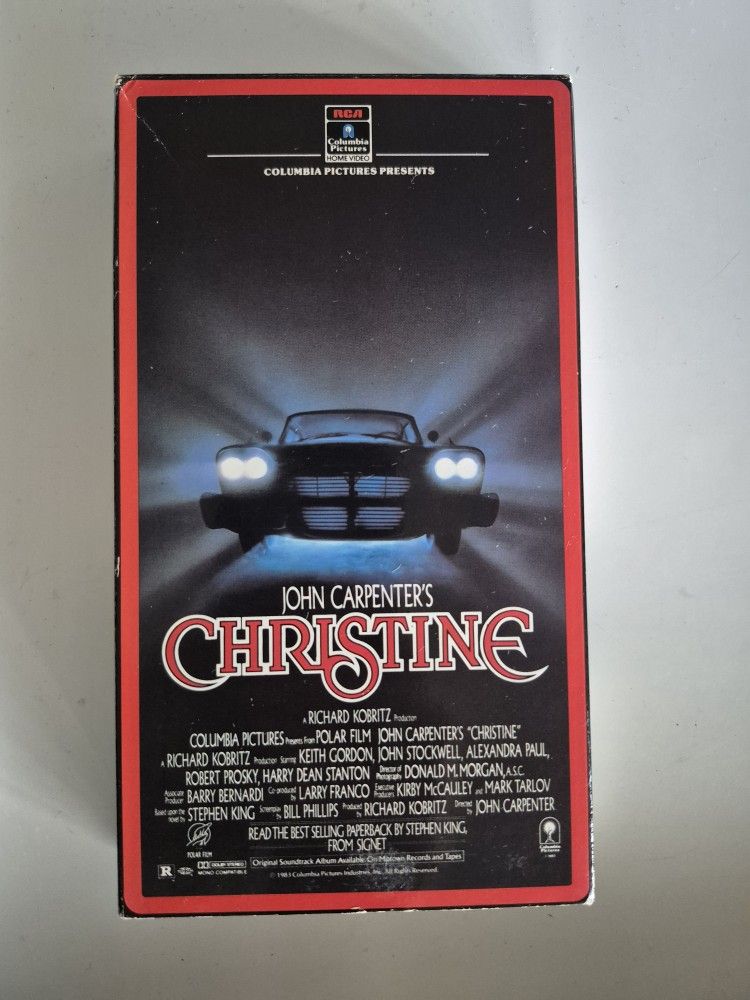 RCA
Columbia
Pictures
HOME VIDEO
COLUMBIA PICTURES PRESENTS
JOHN CARPENTER'S
CHRISTINE
A RICHARD KOBRITZ Production
COLUMBIA PICTURES Presents From POLAR FILM JOHN CARPENTER'S "CHRISTINE"
A RICHARD KOBRITZ Production Starring KEITH GORDON, JOHN STOCKWELL, ALEXANDRA PAUL,
ROBERT PROSKY, HARRY DEAN STANTON Director of Photography DONALD M. MORGAN, A.S.C.
Associate Producer BARRY BERNARDI Co-produced by LARRY FRANCO Executive Producers KIRBY McCAULEY and MARK TARLOV
Based upon the novel by STEPHEN KING Screenplay by BILL PHILLIPS Produced by RICHARD KOBRITZ Directed by JOHN CARPENTER
READ THE BEST SELLING PAPERBACK BY STEPHEN KING,
FROM SIGNET
POLAR FILM
Columbia
Pictures
R
DOLBY STEREO
MONO COMPATIBLE
Original Soundtrack Album Available On Motown Records and Tapes
© 1983 Columbia Pictures Industries, Inc. All Rights Reserved.